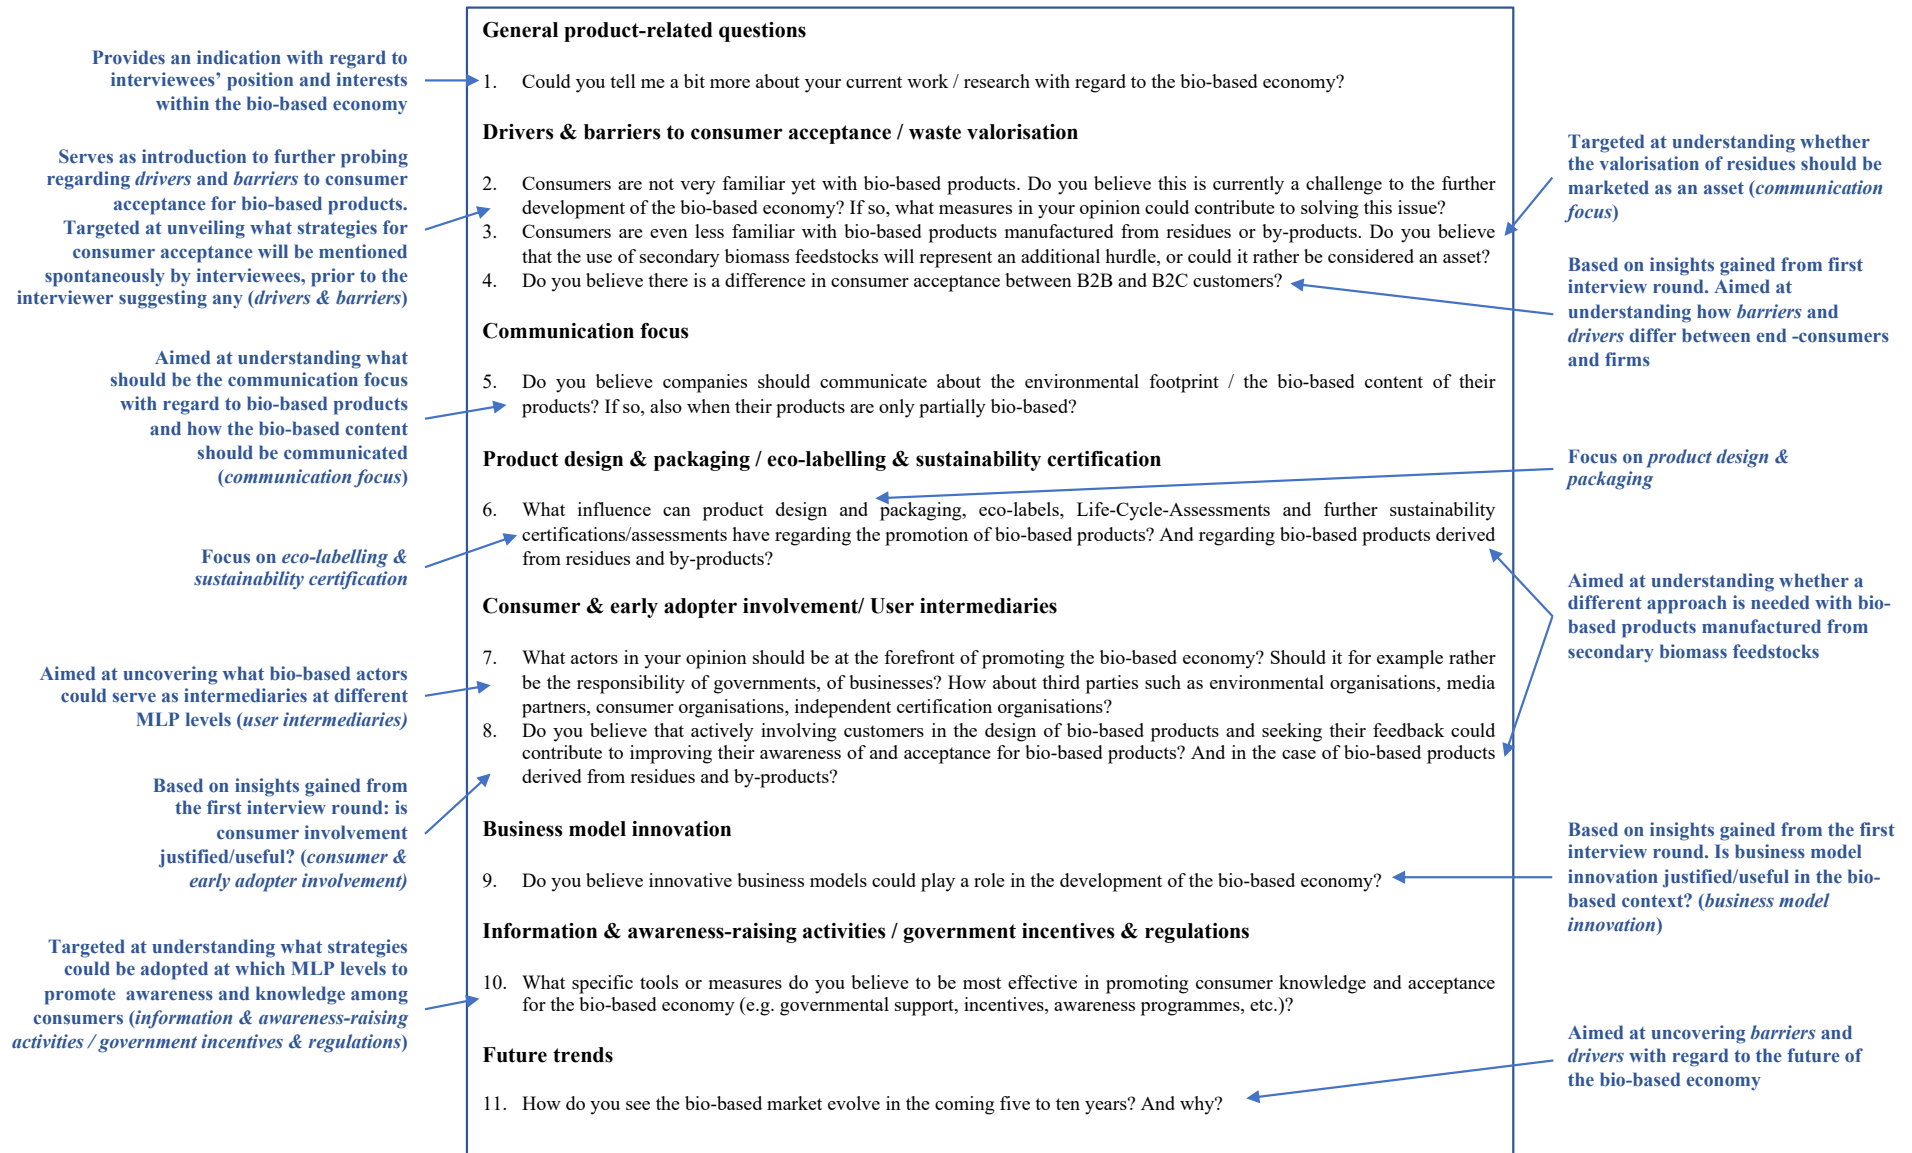 General product-related questions
Provides an indication with regard to
interviewees’ position and interests
within the bio-based economy
1. Could you tell me a bit more about your current work / research with regard to the bio-based economy?
Drivers & barriers to consumer acceptance / waste valorisation
Serves as introduction to further probing
regarding drivers and barriers to consumer
acceptance for bio-based products.
Targeted at unveiling what strategies for
consumer acceptance will be mentioned
spontaneously by interviewees, prior to the
interviewer suggesting any (drivers & barriers)
2. Consumers are not very familiar yet with bio-based products. Do you believe this is currently a challenge to the further
development of the bio-based economy? If so, what measures in your opinion could contribute to solving this issue?
3. Consumers are even less familiar with bio-based products manufactured from residues or by-products. Do you believe
that the use of secondary biomass feedstocks will represent an additional hurdle, or could it rather be considered an asset?
4. Do you believe there is a difference in consumer acceptance between B2B and B2C customers?
Targeted at understanding whether
the valorisation of residues should be
marketed as an asset (communication
focus)
Based on insights gained from first
interview round. Aimed at
understanding how barriers and
drivers differ between end -consumers
and firms
Communication focus
Aimed at understanding what
should be the communication focus
with regard to bio-based products
and how the bio-based content
should be communicated
(communication focus)
5. Do you believe companies should communicate about the environmental footprint / the bio-based content of their
products? If so, also when their products are only partially bio-based?
Product design & packaging / eco-labelling & sustainability certification
Focus on product design &
packaging
6. What influence can product design and packaging, eco-labels, Life-Cycle-Assessments and further sustainability
certifications/assessments have regarding the promotion of bio-based products? And regarding bio-based products derived
from residues and by-products?
Focus on eco-labelling &
sustainability certification
Aimed at understanding whether a
different approach is needed with bio-
based products manufactured from
secondary biomass feedstocks
Consumer & early adopter involvement/ User intermediaries
Aimed at uncovering what bio-based actors
could serve as intermediaries at different
MLP levels (user intermediaries)
7. What actors in your opinion should be at the forefront of promoting the bio-based economy? Should it for example rather
be the responsibility of governments, of businesses? How about third parties such as environmental organisations, media
partners, consumer organisations, independent certification organisations?
8. Do you believe that actively involving customers in the design of bio-based products and seeking their feedback could
contribute to improving their awareness of and acceptance for bio-based products? And in the case of bio-based products
derived from residues and by-products?
Based on insights gained from
the first interview round: is
consumer involvement
justified/useful? (consumer &
early adopter involvement)
Business model innovation
9. Do you believe innovative business models could play a role in the development of the bio-based economy?
Based on insights gained from the first
interview round. Is business model
innovation justified/useful in the bio-
based context? (business model
innovation)
Information & awareness-raising activities / government incentives & regulations
Targeted at understanding what strategies
could be adopted at which MLP levels to
promote awareness and knowledge among
consumers (information & awareness-raising
activities / government incentives & regulations)
10. What specific tools or measures do you believe to be most effective in promoting consumer knowledge and acceptance
for the bio-based economy (e.g. governmental support, incentives, awareness programmes, etc.)?
Future trends
11. How do you see the bio-based market evolve in the coming five to ten years? And why?
Aimed at uncovering barriers and
drivers with regard to the future of
the bio-based economy